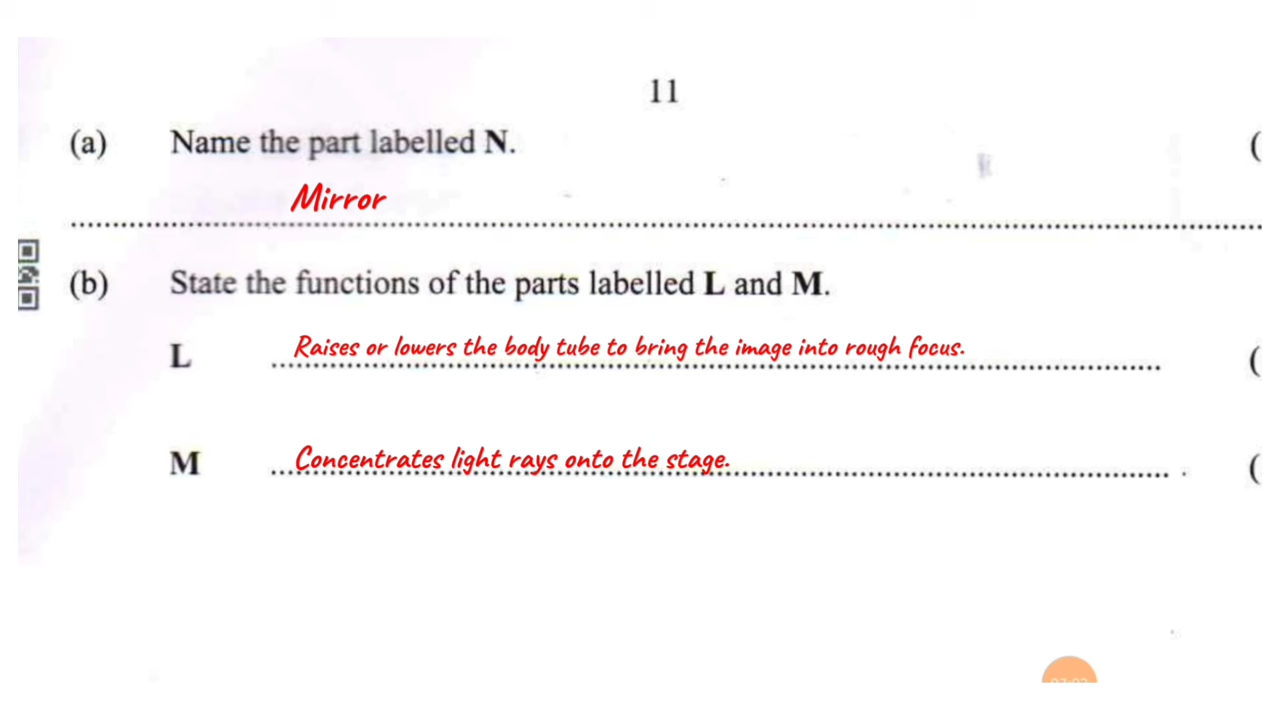 11
(a) Name the part labelled N. (
Mirror
(b) State the functions of the parts labelled L and M.
L Raises or lowers the body tube to bring the image into rough focus. (
M Concentrates light rays onto the stage. (